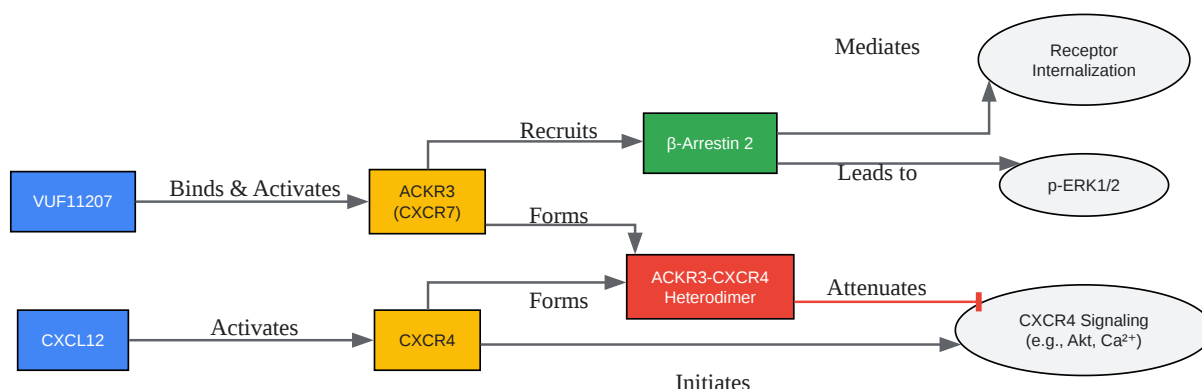 Mediates
Receptor
Internalization
Recruits
β-Arrestin 2
Leads to
p-ERK1/2
VUF11207
Binds & Activates
ACKR3
(CXCR7)
Forms
ACKR3-CXCR4
Heterodimer
Attenuates
Forms
CXCL12
Activates
CXCR4
CXCR4 Signaling
(e.g., Akt, Ca²⁺)
Initiates